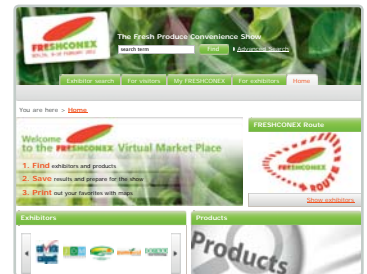 FRESHCONEX
The Fresh Produce Convenience Show
search term Find Advanced Search
Exhibitor search For visitors My FRESHCONEX For exhibitors Home
You are here > Home
Welcome
to the FRESHCONEX Virtual Market Place
1. Find exhibitors and products
2. Save results and prepare for the show
3. Print out your favorites with maps
FRESHCONEX Route
FRESHCONEX
ROUTE
Show exhibitors
Exhibitors
Products
Products